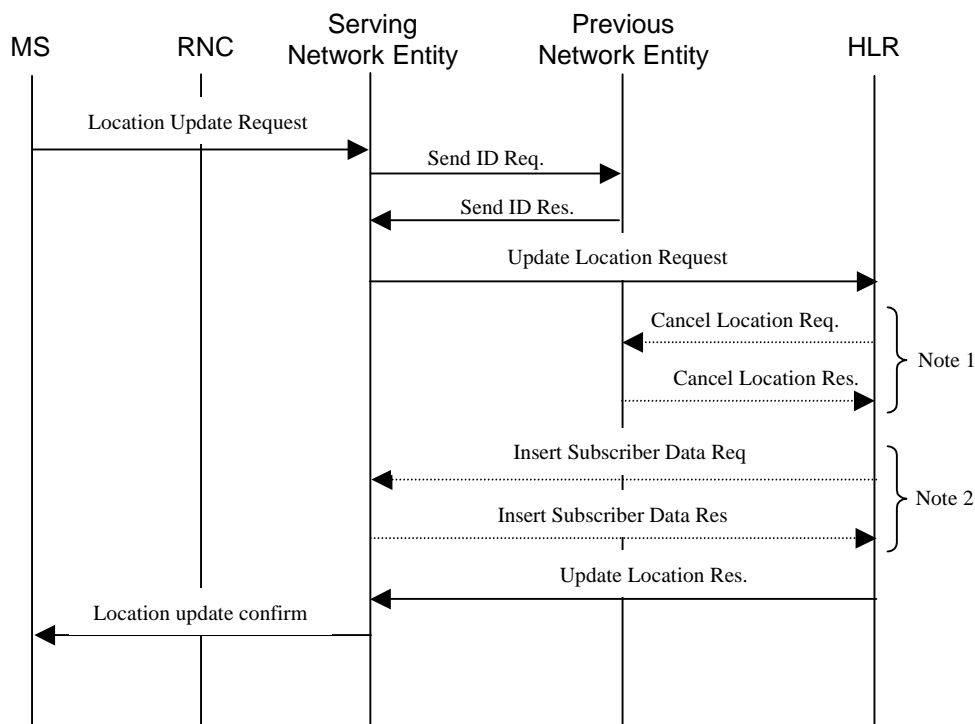 MS
RNC
Serving
Network Entity
Previous
Network Entity
HLR
Location Update Request
Send ID Req.
Send ID Res.
Update Location Request
Cancel Location Req.
Note 1
Cancel Location Res.
Insert Subscriber Data Req
Note 2
Insert Subscriber Data Res
Update Location Res.
Location update confirm